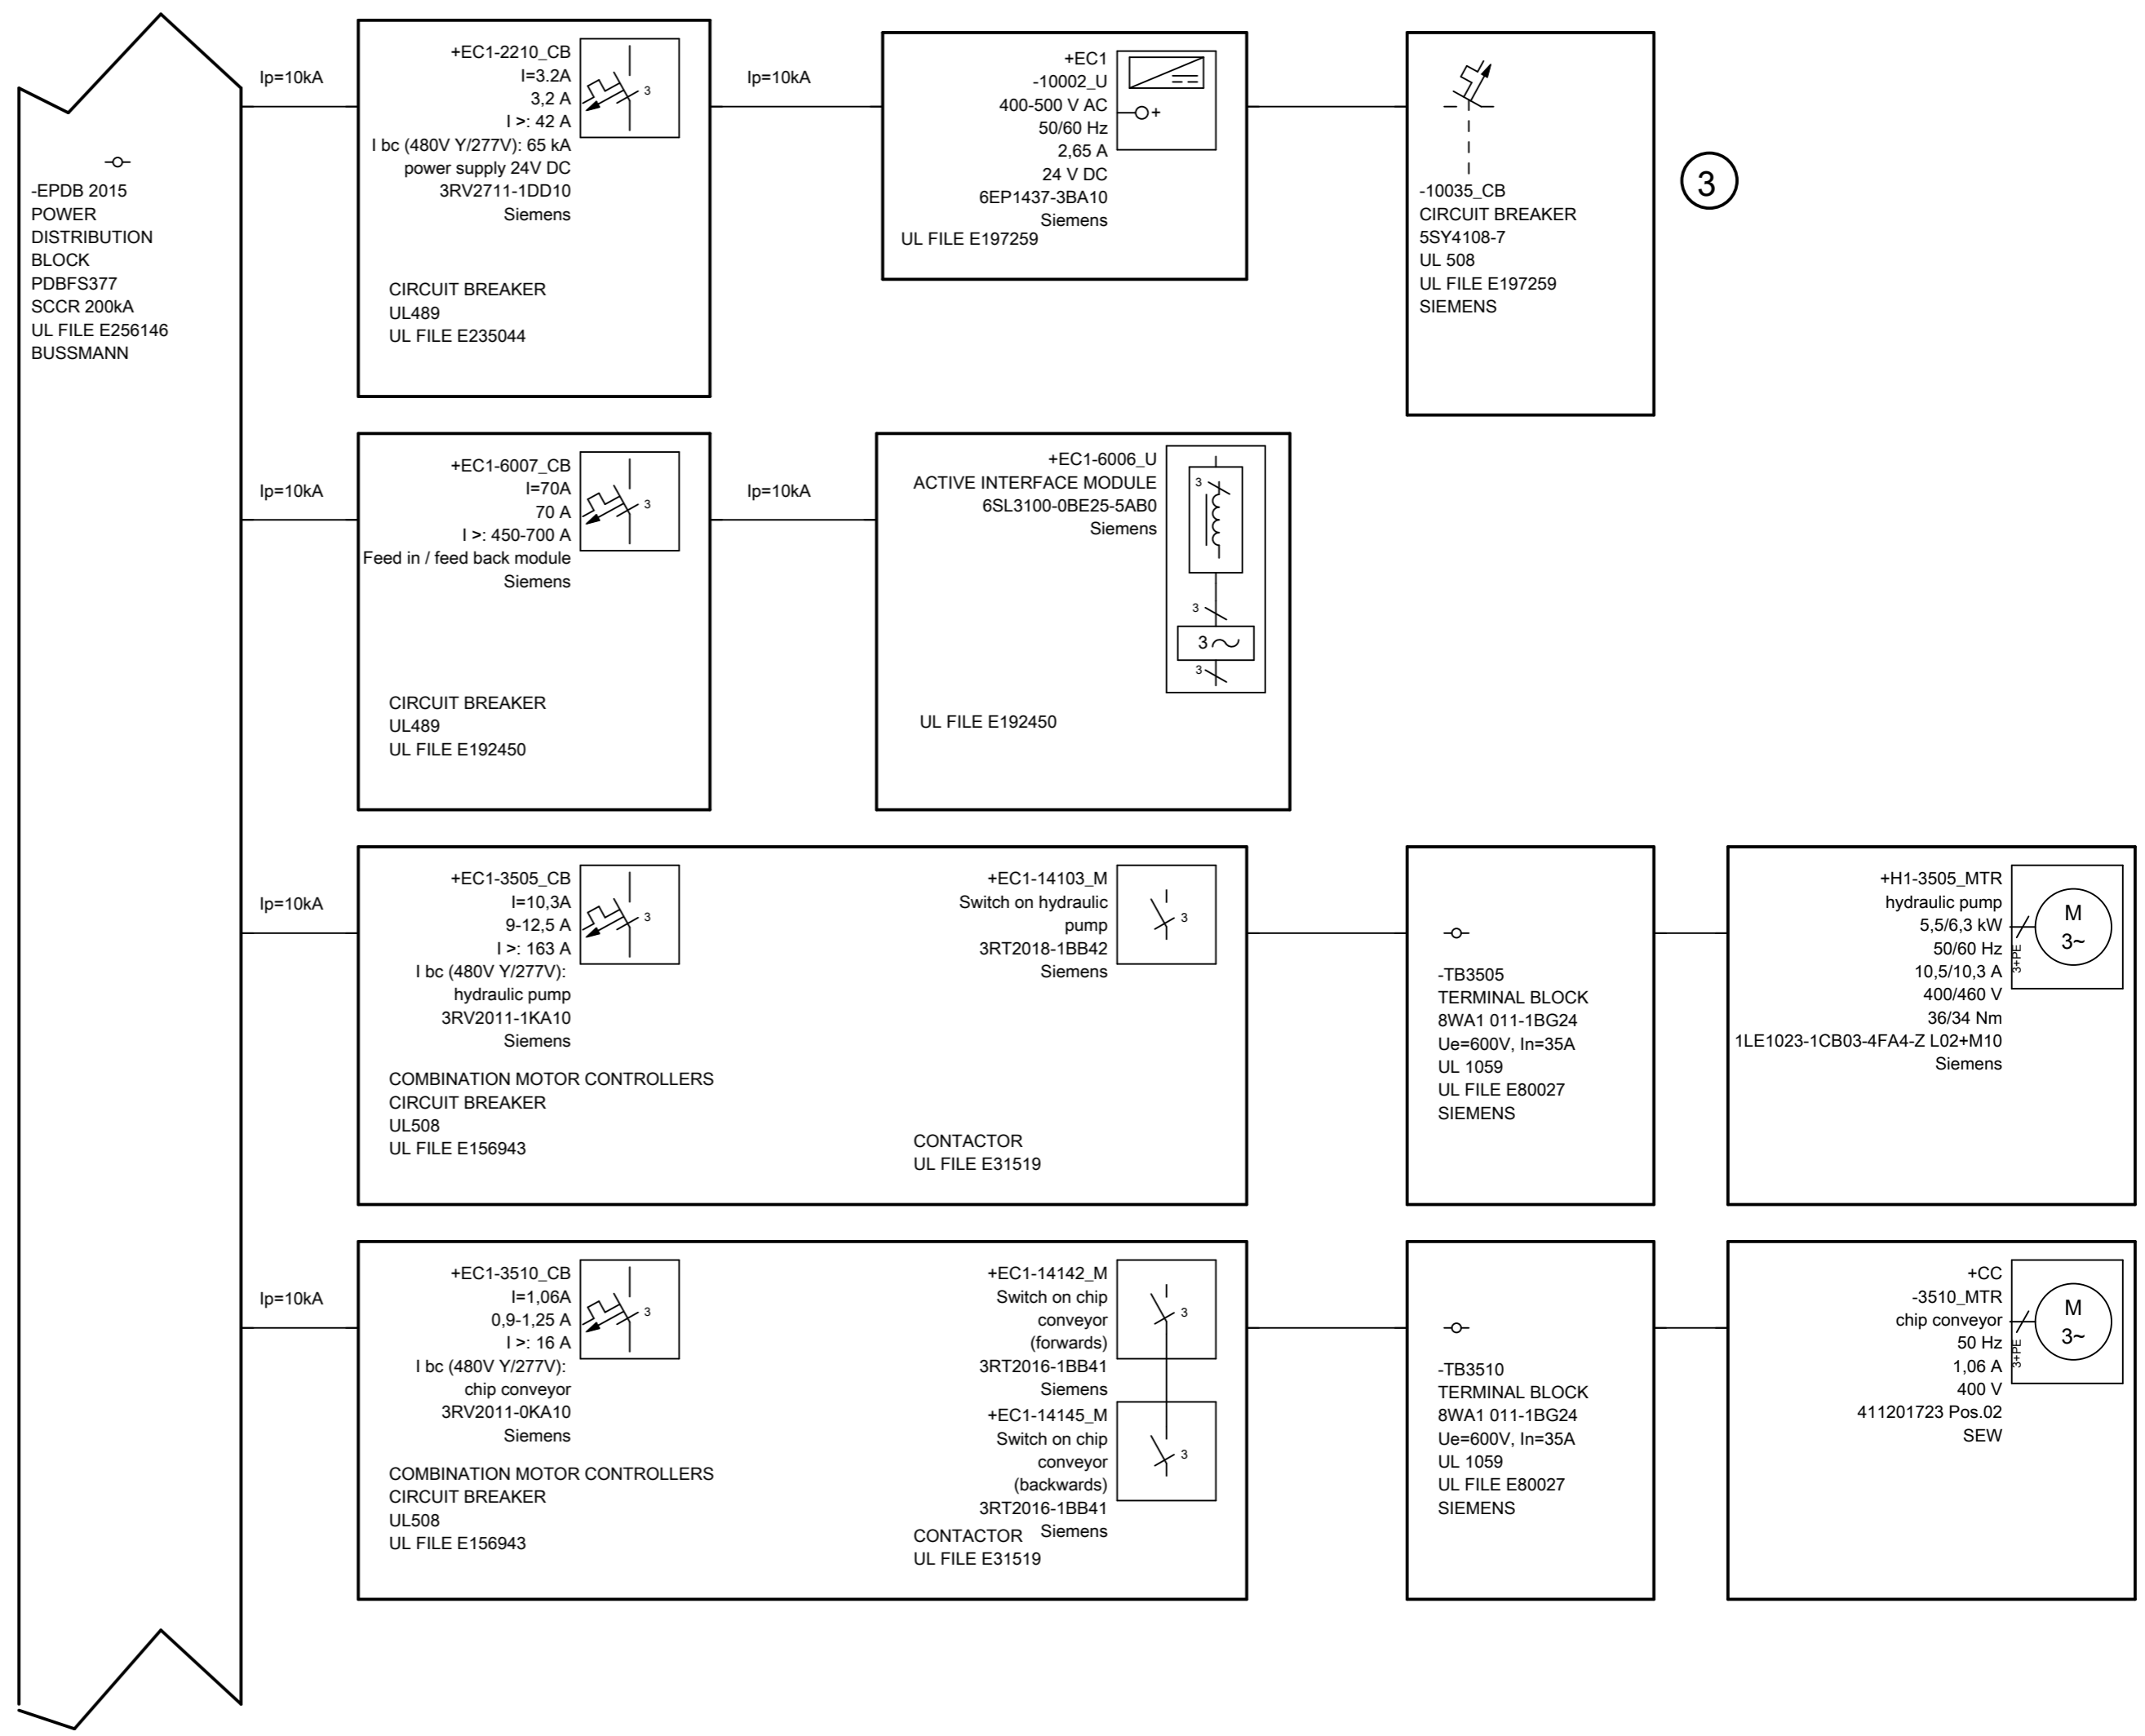 -EPDB 2015
POWER
DISTRIBUTION
BLOCK
PDBFS377
SCCR 200kA
UL FILE E256146
BUSSMANN
Ip=10kA
+EC1-2210_CB
I=3.2A
3,2 A
I >: 42 A
I bc (480V Y/277V): 65 kA
power supply 24V DC
3RV2711-1DD10
Siemens
3
CIRCUIT BREAKER
UL489
UL FILE E235044
Ip=10kA
+EC1
-10002_U
400-500 V AC
50/60 Hz
2,65 A
24 V DC
6EP1437-3BA10
Siemens
UL FILE E197259
+
-10035_CB
CIRCUIT BREAKER
5SY4108-7
UL 508
UL FILE E197259
SIEMENS
3
Ip=10kA
+EC1-6007_CB
I=70A
70 A
I >: 450-700 A
Feed in / feed back module
Siemens
3
CIRCUIT BREAKER
UL489
UL FILE E192450
Ip=10kA
+EC1-6006_U
ACTIVE INTERFACE MODULE
6SL3100-0BE25-5AB0
Siemens
3
3
3
3
UL FILE E192450
Ip=10kA
+EC1-3505_CB
I=10,3A
9-12,5 A
I >: 163 A
I bc (480V Y/277V):
hydraulic pump
3RV2011-1KA10
Siemens
3
COMBINATION MOTOR CONTROLLERS
CIRCUIT BREAKER
UL508
UL FILE E156943
+EC1-14103_M
Switch on hydraulic
pump
3RT2018-1BB42
Siemens
3
CONTACTOR
UL FILE E31519
-TB3505
TERMINAL BLOCK
8WA1 011-1BG24
Ue=600V, In=35A
UL 1059
UL FILE E80027
SIEMENS
+H1-3505_MTR
hydraulic pump
5,5/6,3 kW
50/60 Hz
10,5/10,3 A
400/460 V
36/34 Nm
1LE1023-1CB03-4FA4-Z L02+M10
Siemens
3+PE
M
3~
Ip=10kA
+EC1-3510_CB
I=1,06A
0,9-1,25 A
I >: 16 A
I bc (480V Y/277V):
chip conveyor
3RV2011-0KA10
Siemens
3
COMBINATION MOTOR CONTROLLERS
CIRCUIT BREAKER
UL508
UL FILE E156943
+EC1-14142_M
Switch on chip
conveyor
(forwards)
3RT2016-1BB41
Siemens
3
+EC1-14145_M
Switch on chip
conveyor
(backwards)
3RT2016-1BB41
Siemens
3
CONTACTOR
UL FILE E31519
-TB3510
TERMINAL BLOCK
8WA1 011-1BG24
Ue=600V, In=35A
UL 1059
UL FILE E80027
SIEMENS
+CC
-3510_MTR
chip conveyor
50 Hz
1,06 A
400 V
411201723 Pos.02
SEW
3+PE
M
3~